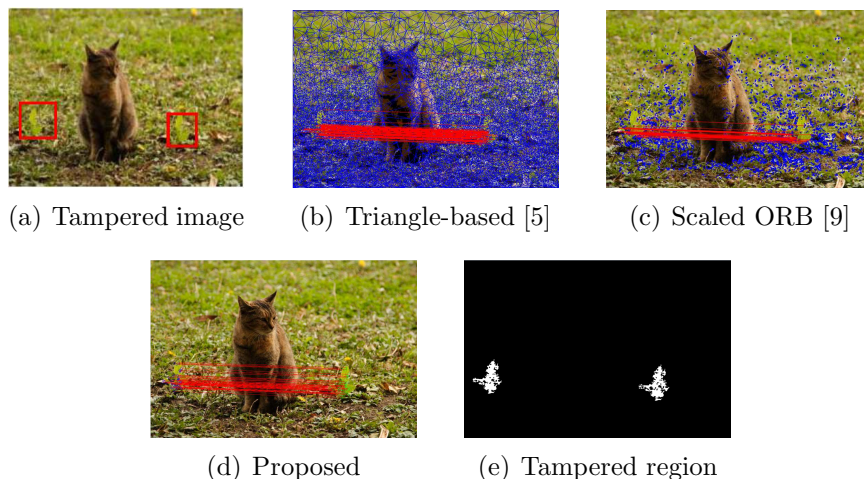 (a) Tampered image
(b) Triangle-based [5]
(c) Scaled ORB [9]
(d) Proposed
(e) Tampered region